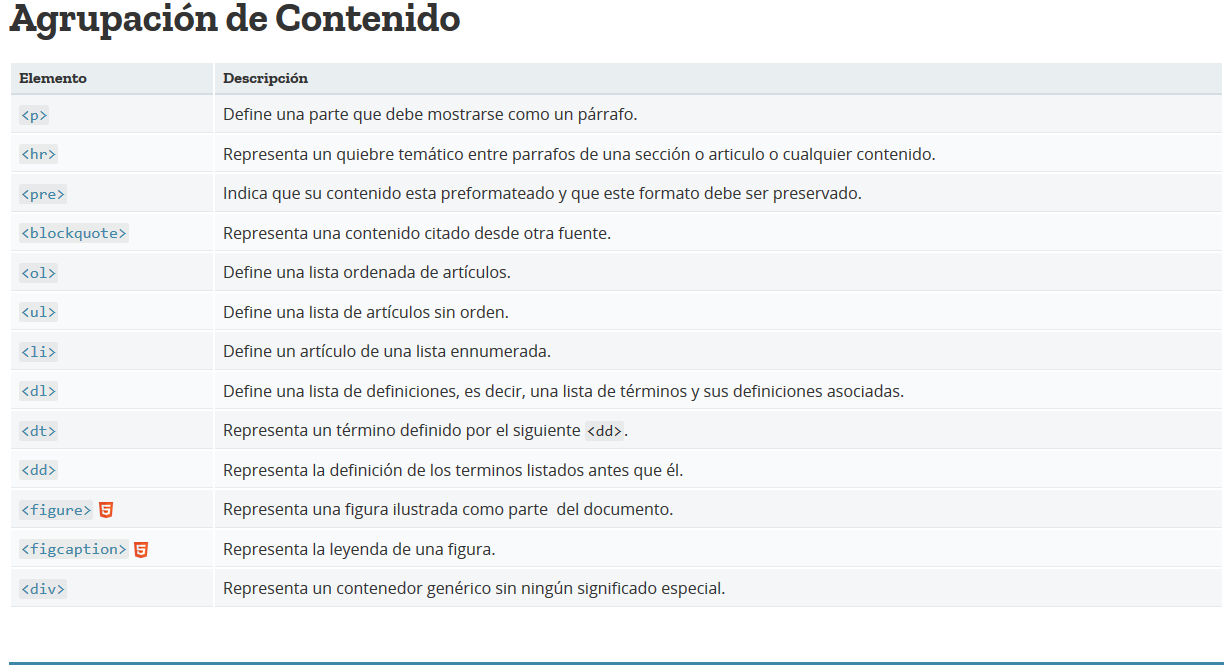 Agrupación de Contenido
Elemento Descripción
<p> Define una parte que debe mostrarse como un párrafo.
<hr> Representa un quiebre temático entre parrafos de una sección o articulo o cualquier contenido.
<pre> Indica que su contenido esta preformateado y que este formato debe ser preservado.
<blockquote> Representa una contenido citado desde otra fuente.
<ol> Define una lista ordenada de artículos.
<ul> Define una lista de artículos sin orden.
<li> Define un artículo de una lista ennumerada.
<dl> Define una lista de definiciones, es decir, una lista de términos y sus definiciones asociadas.
<dt> Representa un término definido por el siguiente <dd>.
<dd> Representa la definición de los terminos listados antes que él.
<figure> 5 Representa una figura ilustrada como parte  del documento.
<figcaption> 5 Representa la leyenda de una figura.
<div> Representa un contenedor genérico sin ningún significado especial.